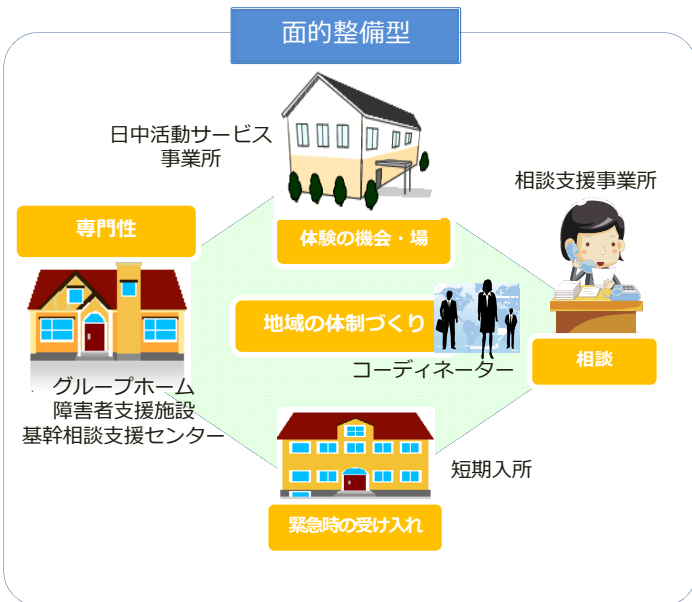 面的整備型
日中活動サービス
事業所
相談支援事業所
専門性
体験の機会・場
地域の体制づくり
コーディネーター
相談
グループホーム
障害者支援施設
基幹相談支援センター
短期入所
緊急時の受け入れ